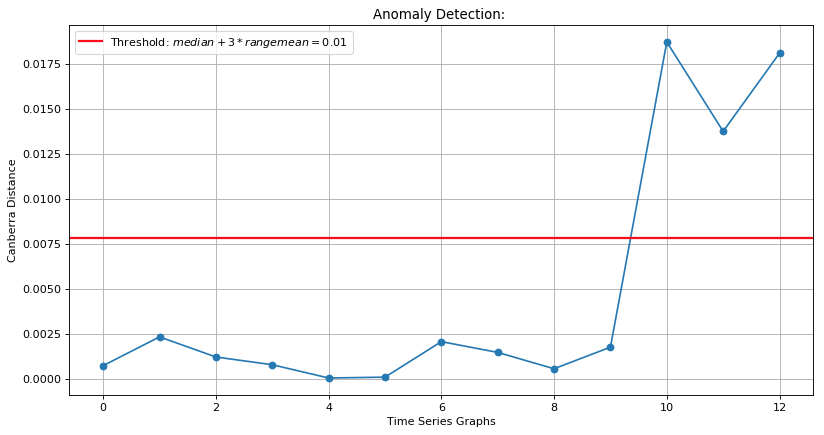 Anomaly Detection:
Threshold: median + 3 * rangemean = 0.01
0.0175
0.0150
0.0125
0.0100
0.0075
0.0050
0.0025
0.0000
Canberra Distance
0 2 4 6 8 10 12
Time Series Graphs